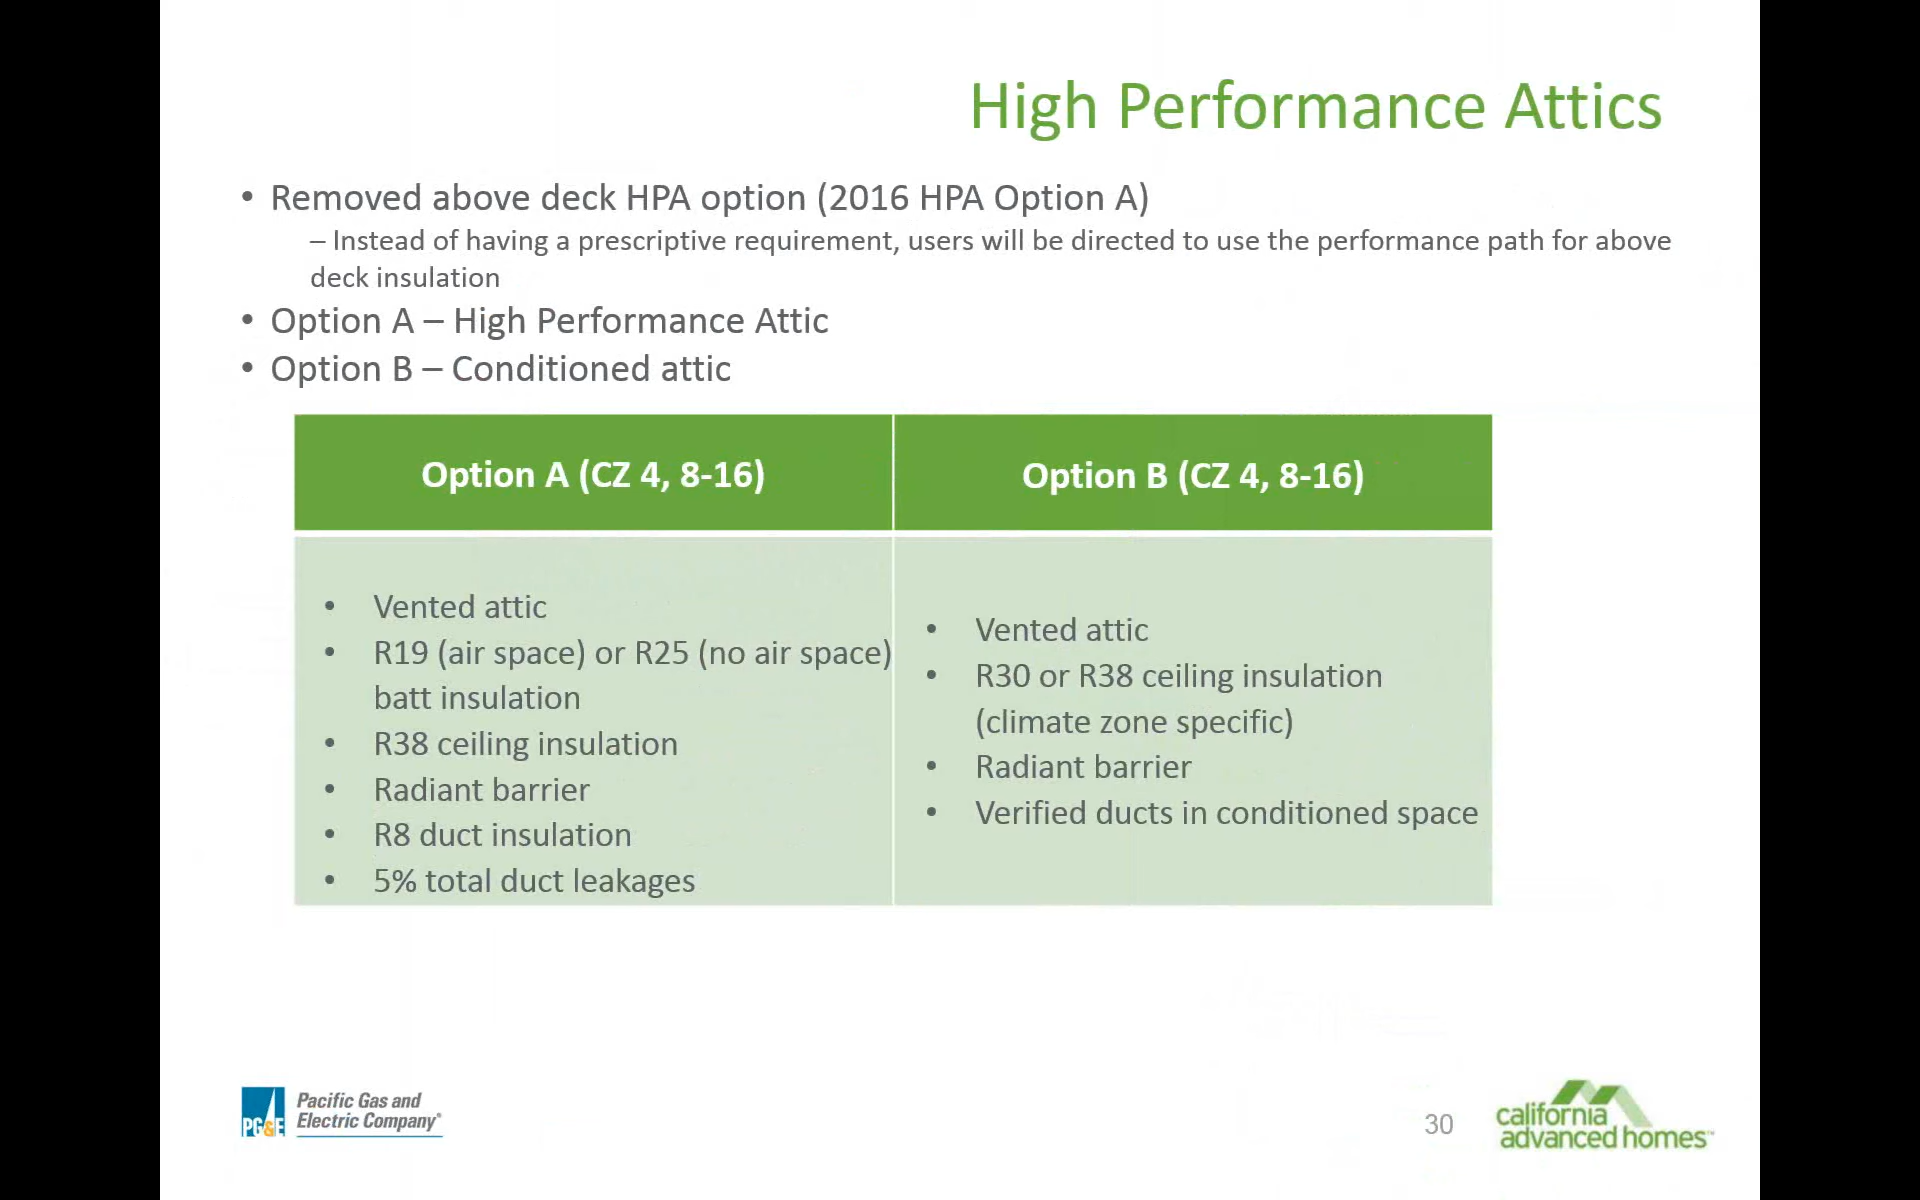 High Performance Attics
• Removed above deck HPA option (2016 HPA Option A)
– Instead of having a prescriptive requirement, users will be directed to use the performance path for above
deck insulation
• Option A – High Performance Attic
• Option B – Conditioned attic
Option A (CZ 4, 8-16)
• Vented attic
• R19 (air space) or R25 (no air space)
batt insulation
• R38 ceiling insulation
• Radiant barrier
• R8 duct insulation
• 5% total duct leakages
Option B (CZ 4, 8-16)
• Vented attic
• R30 or R38 ceiling insulation
(climate zone specific)
• Radiant barrier
• Verified ducts in conditioned space
PG&E
Pacific Gas and
Electric Company®
30
california
advanced homes™